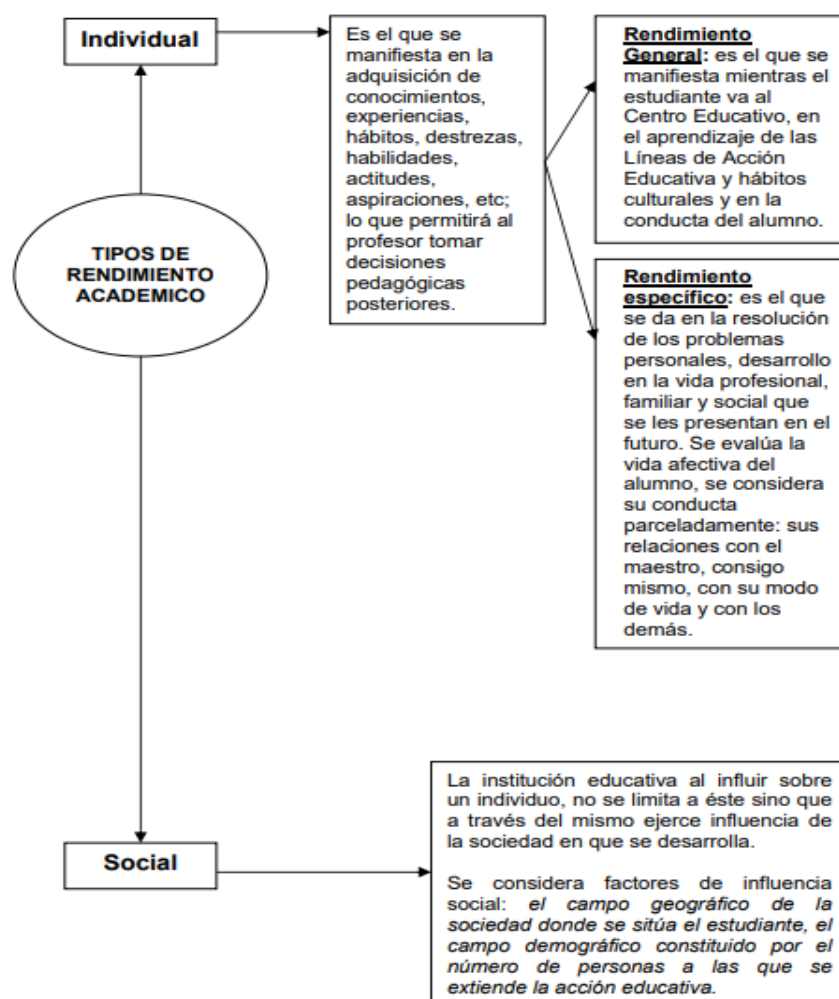 Individual
Es el que se
manifiesta en la
adquisición de
conocimientos,
experiencias,
hábitos, destrezas,
habilidades,
actitudes,
aspiraciones, etc;
lo que permitirá al
profesor tomar
decisiones
pedagógicas
posteriores.
Rendimiento
General: es el que se
manifiesta mientras el
estudiante va al
Centro Educativo, en
el aprendizaje de las
Líneas de Acción
Educativa y hábitos
culturales y en la
conducta del alumno.
TIPOS DE
RENDIMIENTO
ACADEMICO
Rendimiento
específico: es el que
se da en la resolución
de los problemas
personales, desarrollo
en la vida profesional,
familiar y social que
se les presentan en el
futuro. Se evalúa la
vida afectiva del
alumno, se considera
su conducta
parceladamente: sus
relaciones con el
maestro, consigo
mismo, con su modo
de vida y con los
demás.
Social
La institución educativa al influir sobre
un individuo, no se limita a éste sino que
a través del mismo ejerce influencia de
la sociedad en que se desarrolla.
Se considera factores de influencia
social: el campo geográfico de la
sociedad donde se sitúa el estudiante, el
campo demográfico constituido por el
número de personas a las que se
extiende la acción educativa.